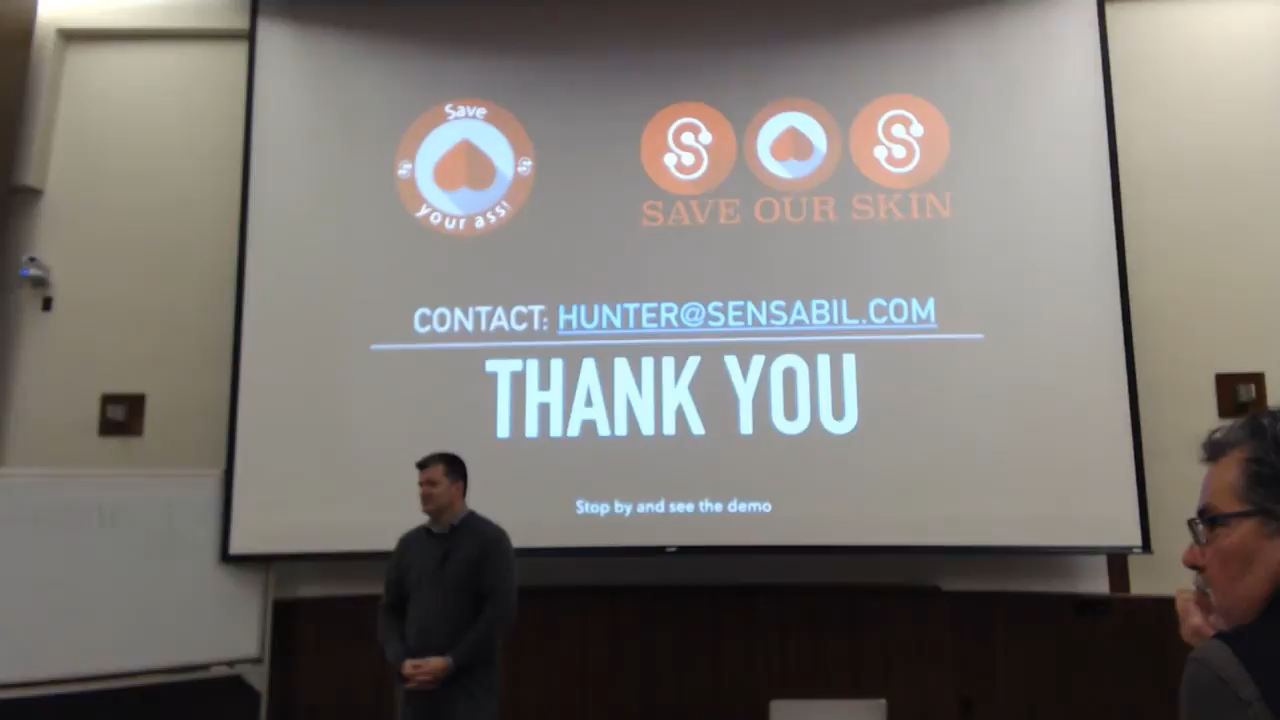 Save
your ass!
S S
SAVE OUR SKIN
CONTACT: HUNTER@SENSABIL.COM
THANK YOU
Stop by and see the demo